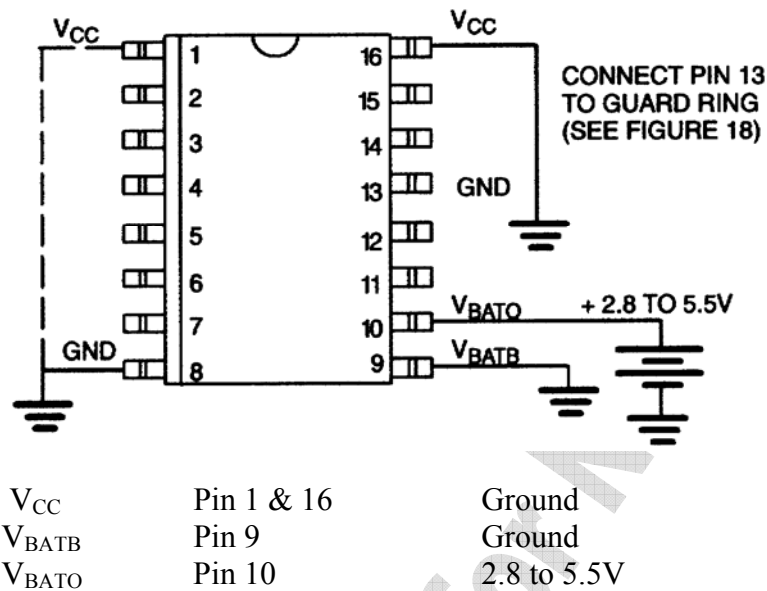 VCC
VCC
1
2
3
4
5
6
7
8
16
15
14
13
12
11
10
9
CONNECT PIN 13
TO GUARD RING
(SEE FIGURE 18)
GND
GND
VBATO
+ 2.8 TO 5.5V
VBATB
VCC Pin 1 & 16 Ground
VBATB Pin 9 Ground
VBATO Pin 10 2.8 to 5.5V